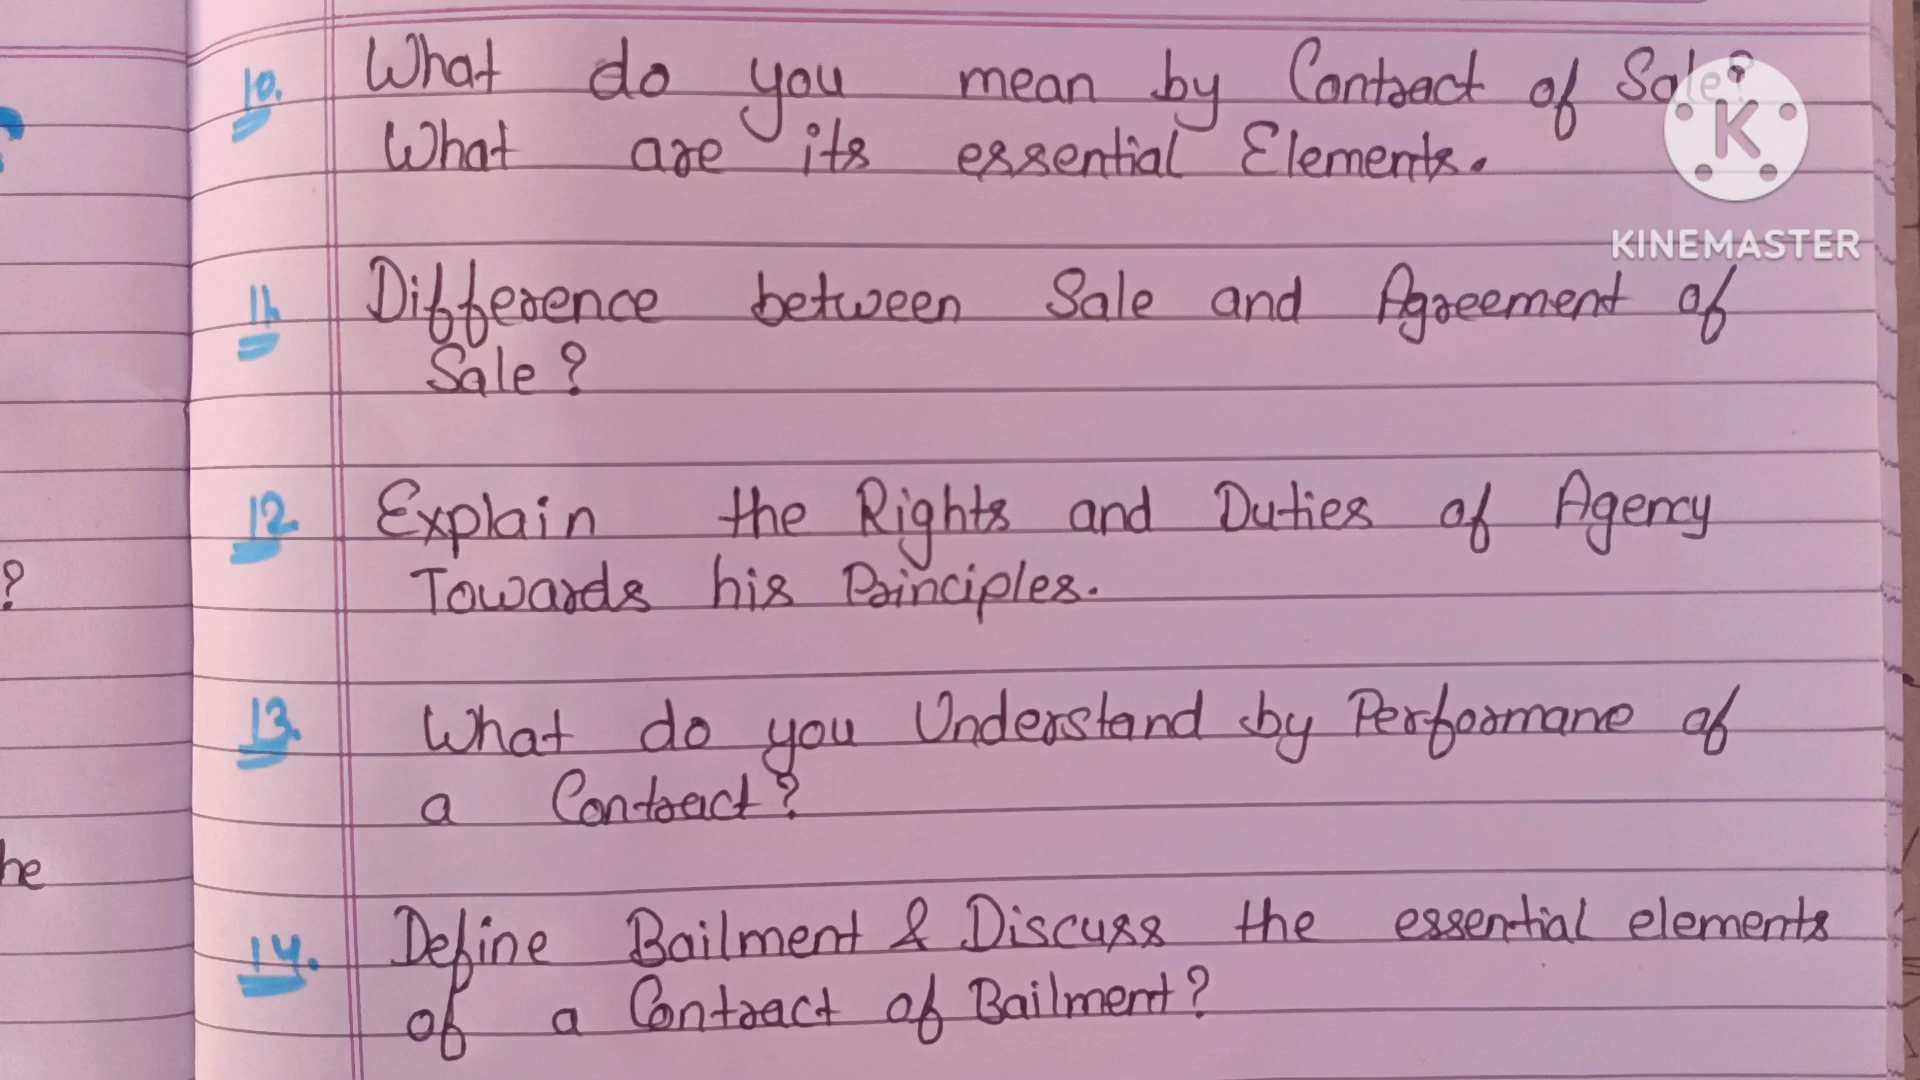 10. What do you mean by Contract of Sale?
What are its essential Elements.
K
KINEMASTER
11. Difference between Sale and Agreement of
Sale?
12. Explain the Rights and Duties of Agency
Towards his Principles.
?
13. What do you Understand by Performane of
a Contract?
he
14. Define Bailment & Discuss the essential elements
of a Contract of Bailment?